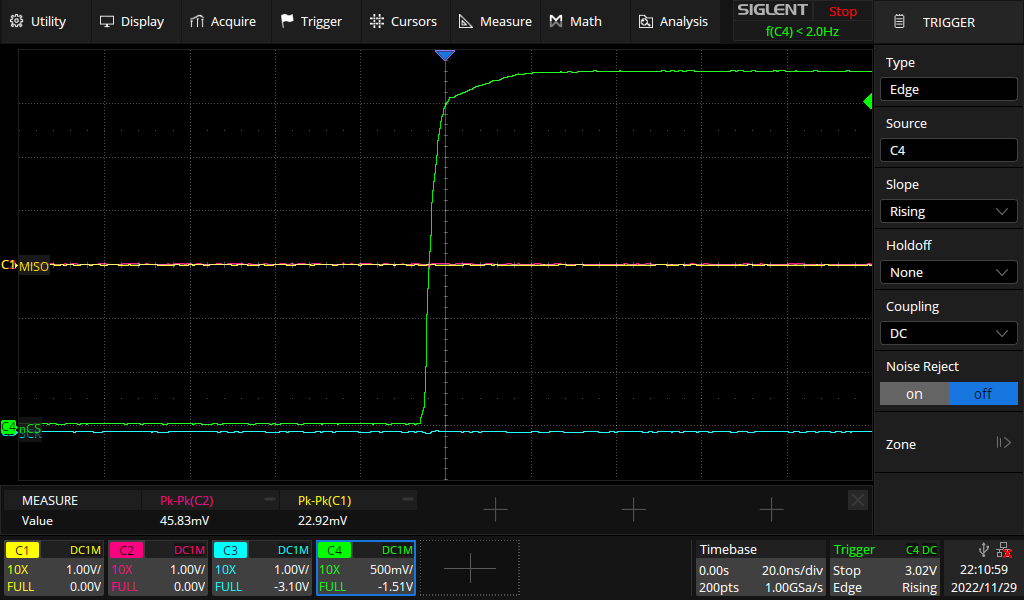 Utility Display Acquire Trigger Cursors Measure Math Analysis SIGLENT Stop TRIGGER
f(C4) < 2.0Hz
Type
Edge
Source
C4
Slope
Rising
Holdoff
None
Coupling
DC
Noise Reject
on off
Zone
C1 MISO
C4 nCS
SCK
MEASURE Pk-Pk(C2) Pk-Pk(C1)
Value 45.83mV 22.92mV
C1 DC1M C2 DC1M C3 DC1M C4 DC1M Timebase Trigger C4 DC
10X 1.00V/ 10X 1.00V/ 10X 1.00V/ 10X 500mV/ 0.00s 20.0ns/div Stop 3.02V 22:10:59
FULL 0.00V FULL 0.00V FULL -3.10V FULL -1.51V 200pts 1.00GSa/s Edge Rising 2022/11/29